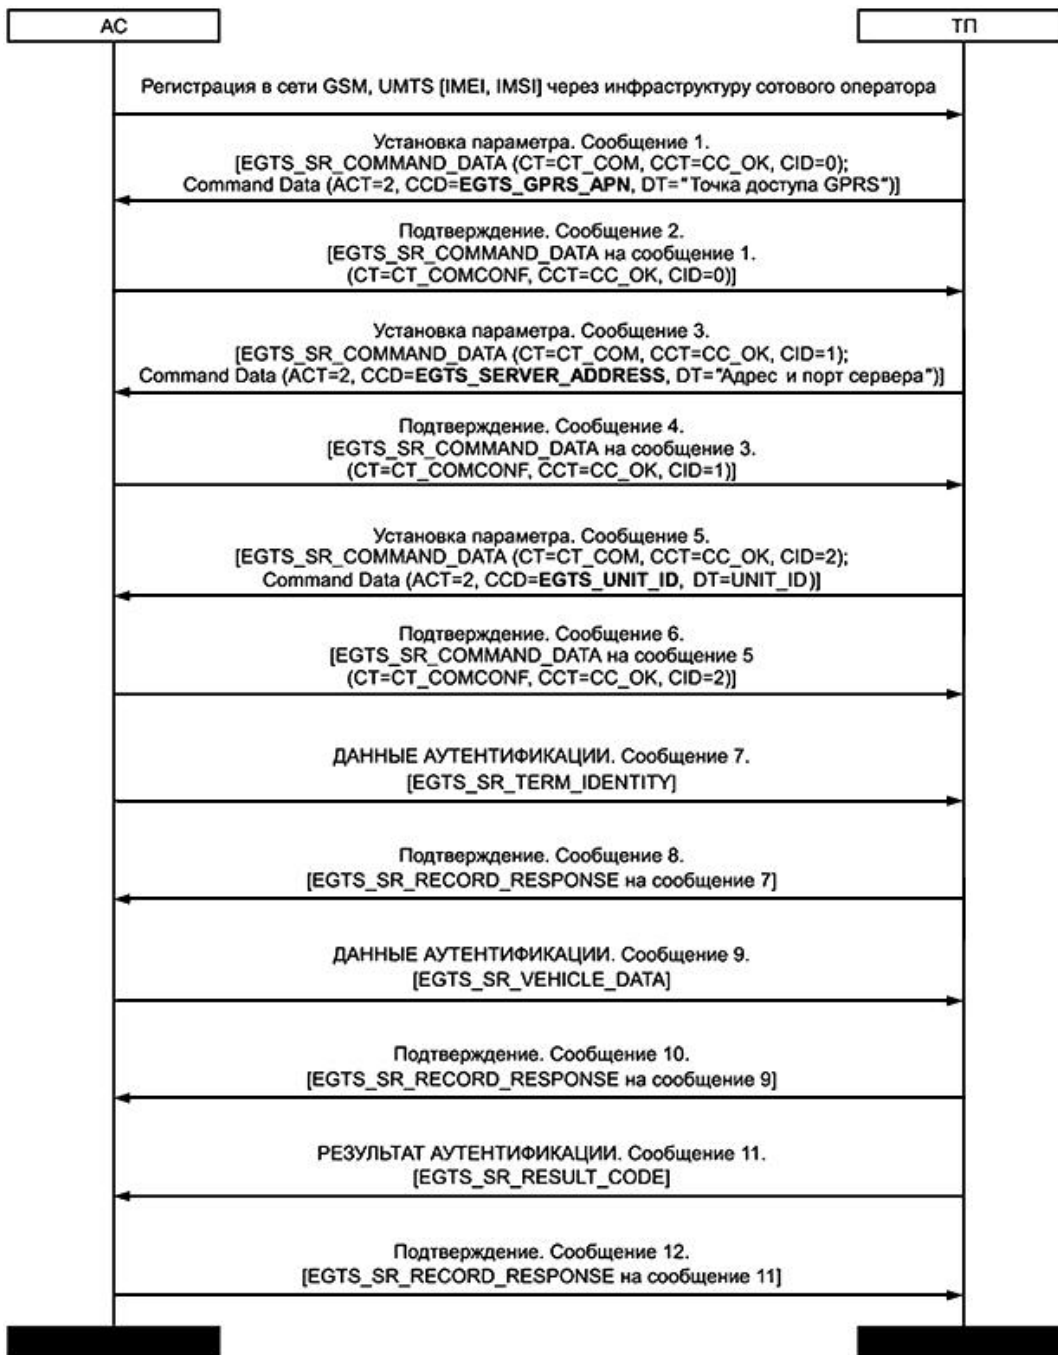 АС
ТП
Регистрация в сети GSM, UMTS [IMEI, IMSI] через инфраструктуру сотового оператора
Установка параметра. Сообщение 1.
[EGTS_SR_COMMAND_DATA (CT=CT_COM, CCT=CC_OK, CID=0);
Command Data (ACT=2, CCD=EGTS_GPRS_APN, DT="Точка доступа GPRS")]
Подтверждение. Сообщение 2.
[EGTS_SR_COMMAND_DATA на сообщение 1.
(CT=CT_COMCONF, CCT=CC_OK, CID=0)]
Установка параметра. Сообщение 3.
[EGTS_SR_COMMAND_DATA (CT=CT_COM, CCT=CC_OK, CID=1);
Command Data (ACT=2, CCD=EGTS_SERVER_ADDRESS, DT="Адрес и порт сервера")]
Подтверждение. Сообщение 4.
[EGTS_SR_COMMAND_DATA на сообщение 3.
(CT=CT_COMCONF, CCT=CC_OK, CID=1)]
Установка параметра. Сообщение 5.
[EGTS_SR_COMMAND_DATA (CT=CT_COM, CCT=CC_OK, CID=2);
Command Data (ACT=2, CCD=EGTS_UNIT_ID, DT=UNIT_ID)]
Подтверждение. Сообщение 6.
[EGTS_SR_COMMAND_DATA на сообщение 5
(CT=CT_COMCONF, CCT=CC_OK, CID=2)]
ДАННЫЕ АУТЕНТИФИКАЦИИ. Сообщение 7.
[EGTS_SR_TERM_IDENTITY]
Подтверждение. Сообщение 8.
[EGTS_SR_RECORD_RESPONSE на сообщение 7]
ДАННЫЕ АУТЕНТИФИКАЦИИ. Сообщение 9.
[EGTS_SR_VEHICLE_DATA]
Подтверждение. Сообщение 10.
[EGTS_SR_RECORD_RESPONSE на сообщение 9]
РЕЗУЛЬТАТ АУТЕНТИФИКАЦИИ. Сообщение 11.
[EGTS_SR_RESULT_CODE]
Подтверждение. Сообщение 12.
[EGTS_SR_RECORD_RESPONSE на сообщение 11]